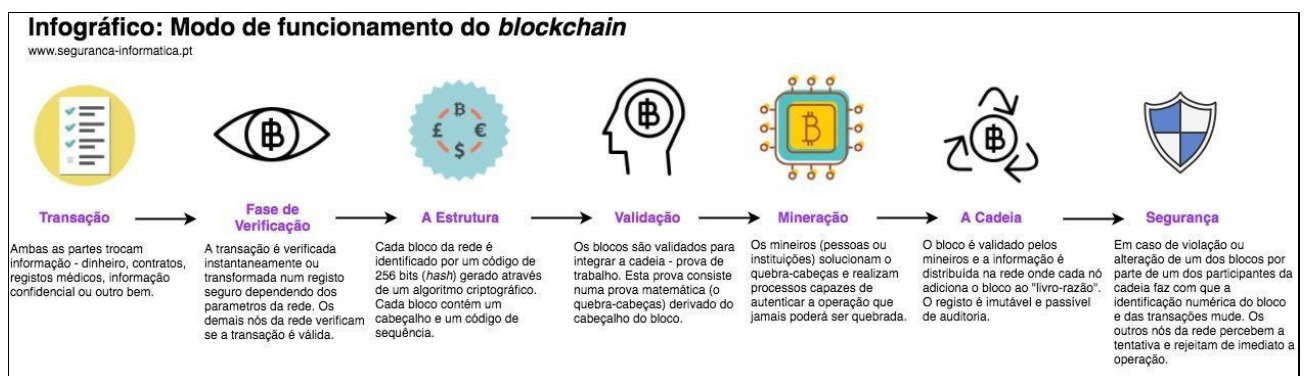 Infográfico: Modo de funcionamento do blockchain
www.seguranca-informatica.pt
Transação
Ambas as partes trocam
informação - dinheiro, contratos,
registos médicos, informação
confidencial ou outro bem.
Fase de
Verificação
A transação é verificada
instantaneamente ou
transformada num registo
seguro dependendo dos
parametros da rede. Os
demais nós da rede verificam
se a transação é válida.
A Estrutura
Cada bloco da rede é
identificado por um código de
256 bits (hash) gerado através
de um algoritmo criptográfico.
Cada bloco contém um
cabeçalho e um código de
sequência.
Validação
Os blocos são validados para
integrar a cadeia - prova de
trabalho. Esta prova consiste
numa prova matemática (o
quebra-cabeças) derivado do
cabeçalho do bloco.
Mineração
Os mineiros (pessoas ou
instituições) solucionam o
quebra-cabeças e realizam
processos capazes de
autenticar a operação que
jamais poderá ser quebrada.
A Cadeia
O bloco é validado pelos
mineiros e a informação é
distribuída na rede onde cada nó
adiciona o bloco ao "livro-razão".
O registo é imutável e passível
de auditoria.
Segurança
Em caso de violação ou
alteração de um dos blocos por
parte de um dos participantes da
cadeia faz com que a
identificação numérica do bloco
e das transações mude. Os
outros nós da rede percebem a
tentativa e rejeitam de imediato a
operação.